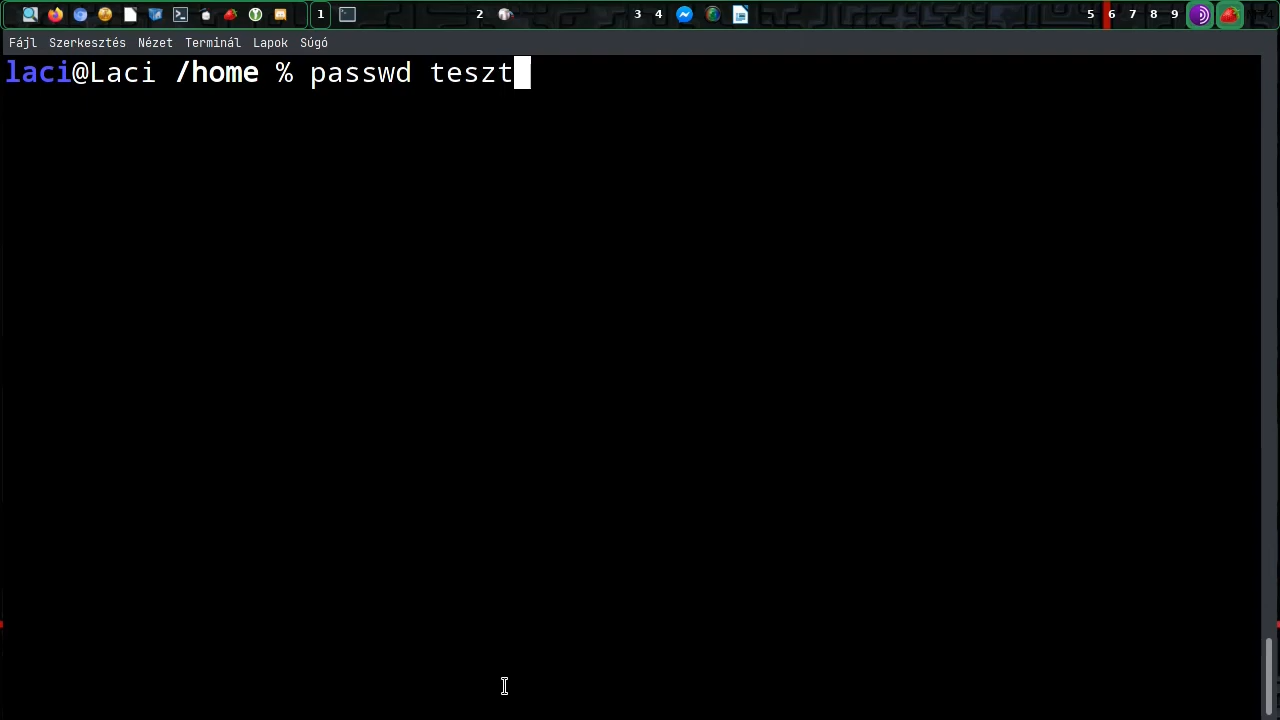 1 2 3 4 5 6 7 8 9
Fájl Szerkesztés Nézet Terminál Lapok Súgó
laci@Laci /home % passwd teszt